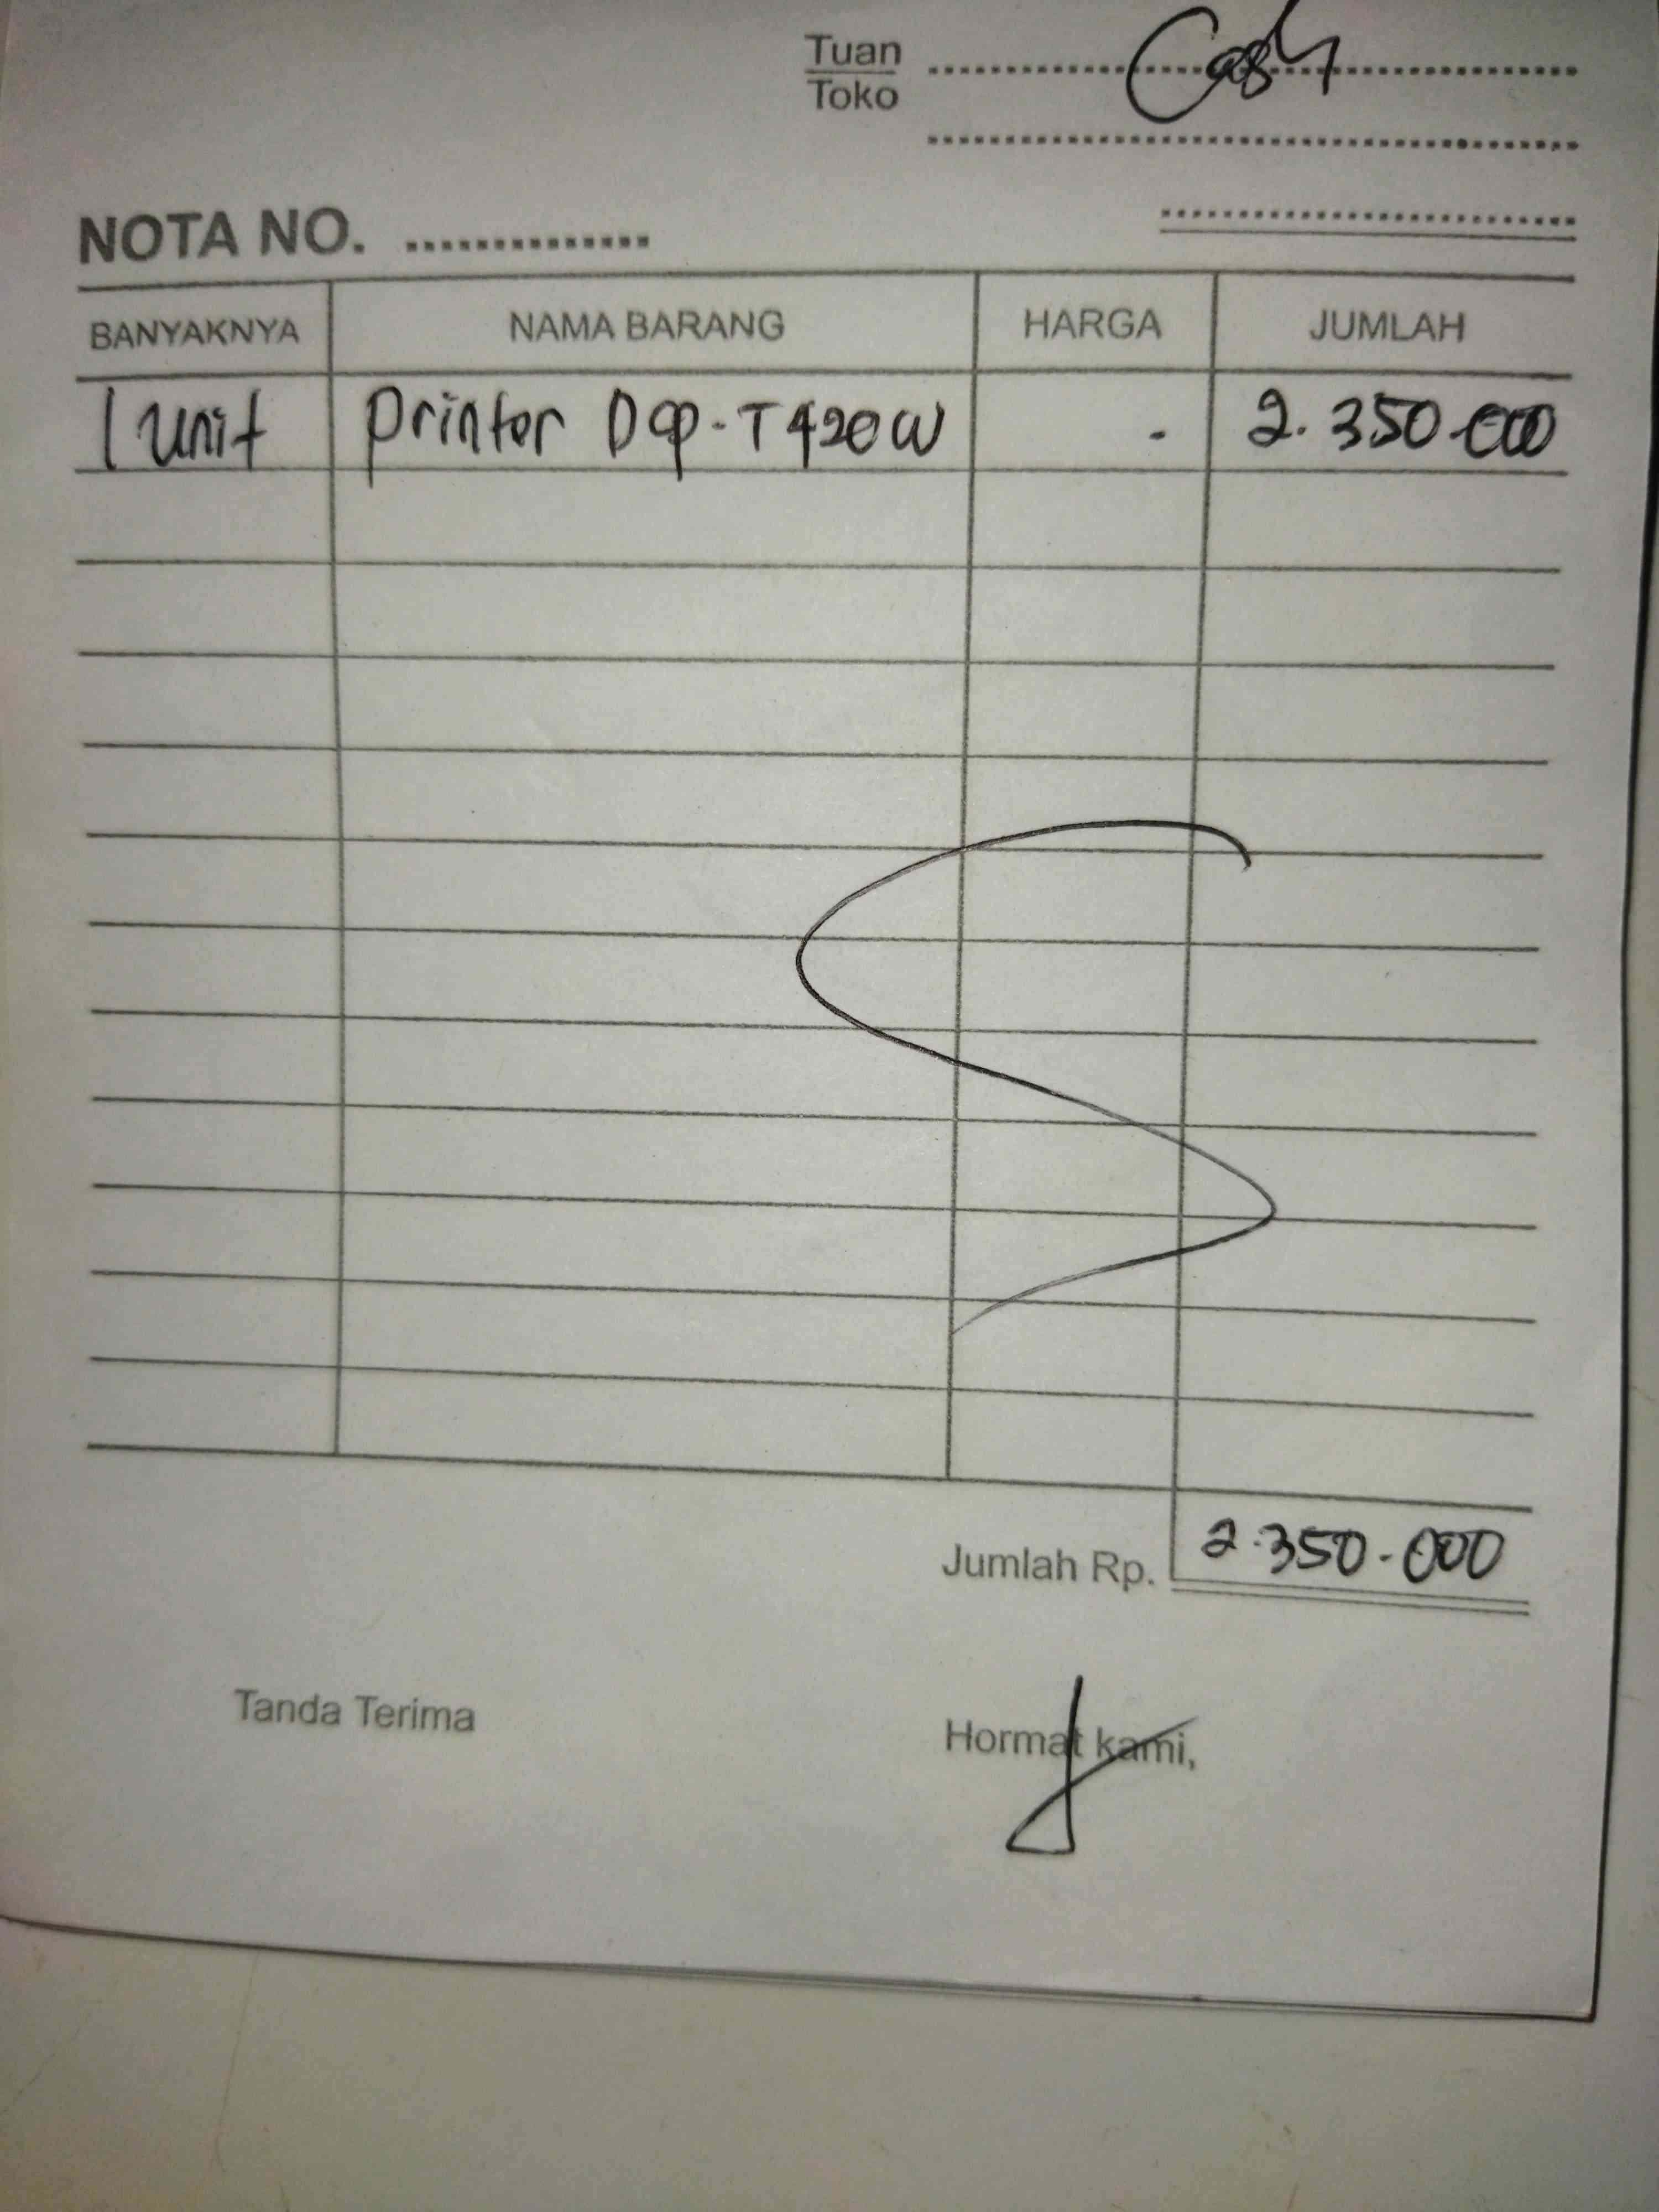 Tuan Cash
Toko
NOTA NO. ..............
BANYAKNYA NAMA BARANG HARGA JUMLAH
1 Unit Printer Dcp-T420W - 2.350.000
Jumlah Rp. 2.350.000
Tanda Terima Hormat kami,